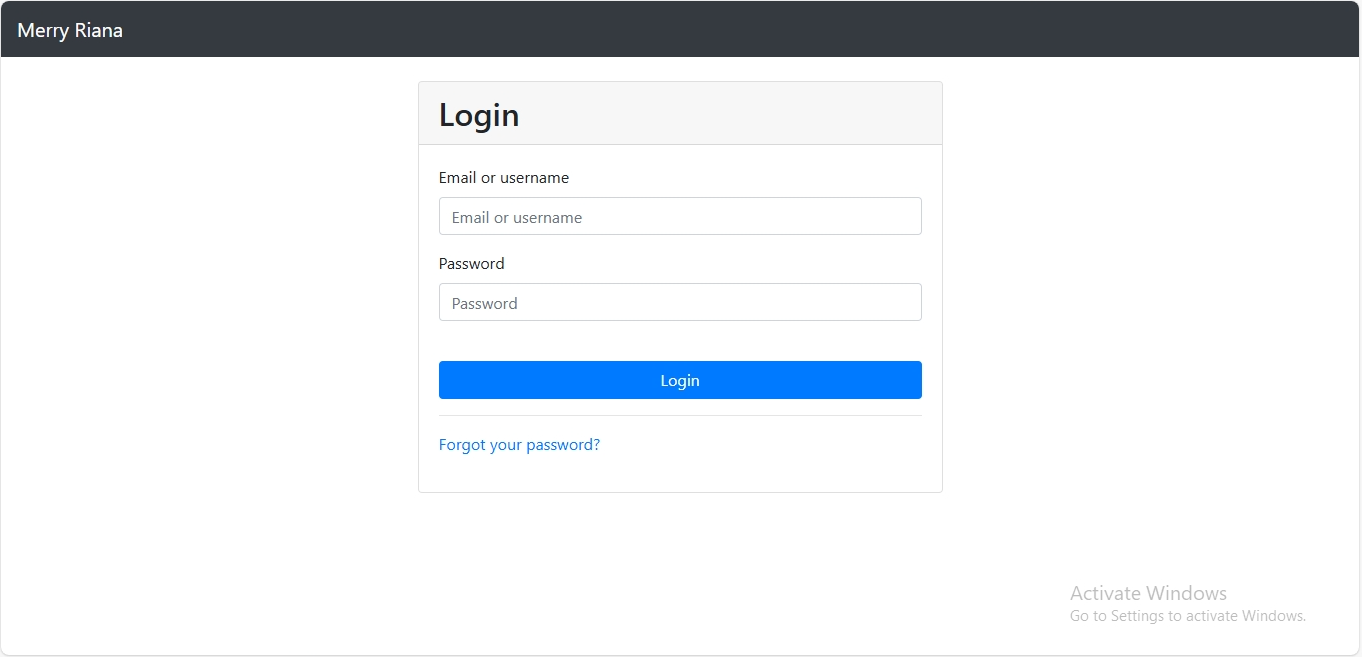 Merry Riana
Login
Email or username
Email or username
Password
Password
Login
Forgot your password?
Activate Windows
Go to Settings to activate Windows.